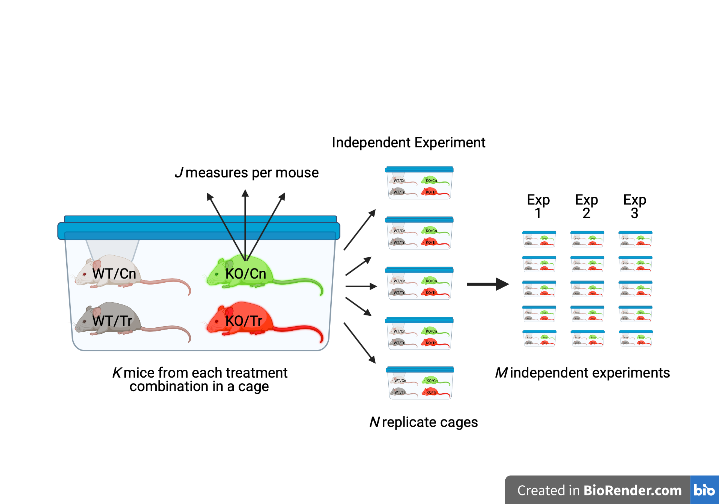 Independent Experiment
J measures per mouse
WT/Cn
KO/Cn
WT/Tr
KO/Tr
K mice from each treatment
combination in a cage
N replicate cages
Exp
1
Exp
2
Exp
3
M independent experiments
Created in BioRender.com
bio